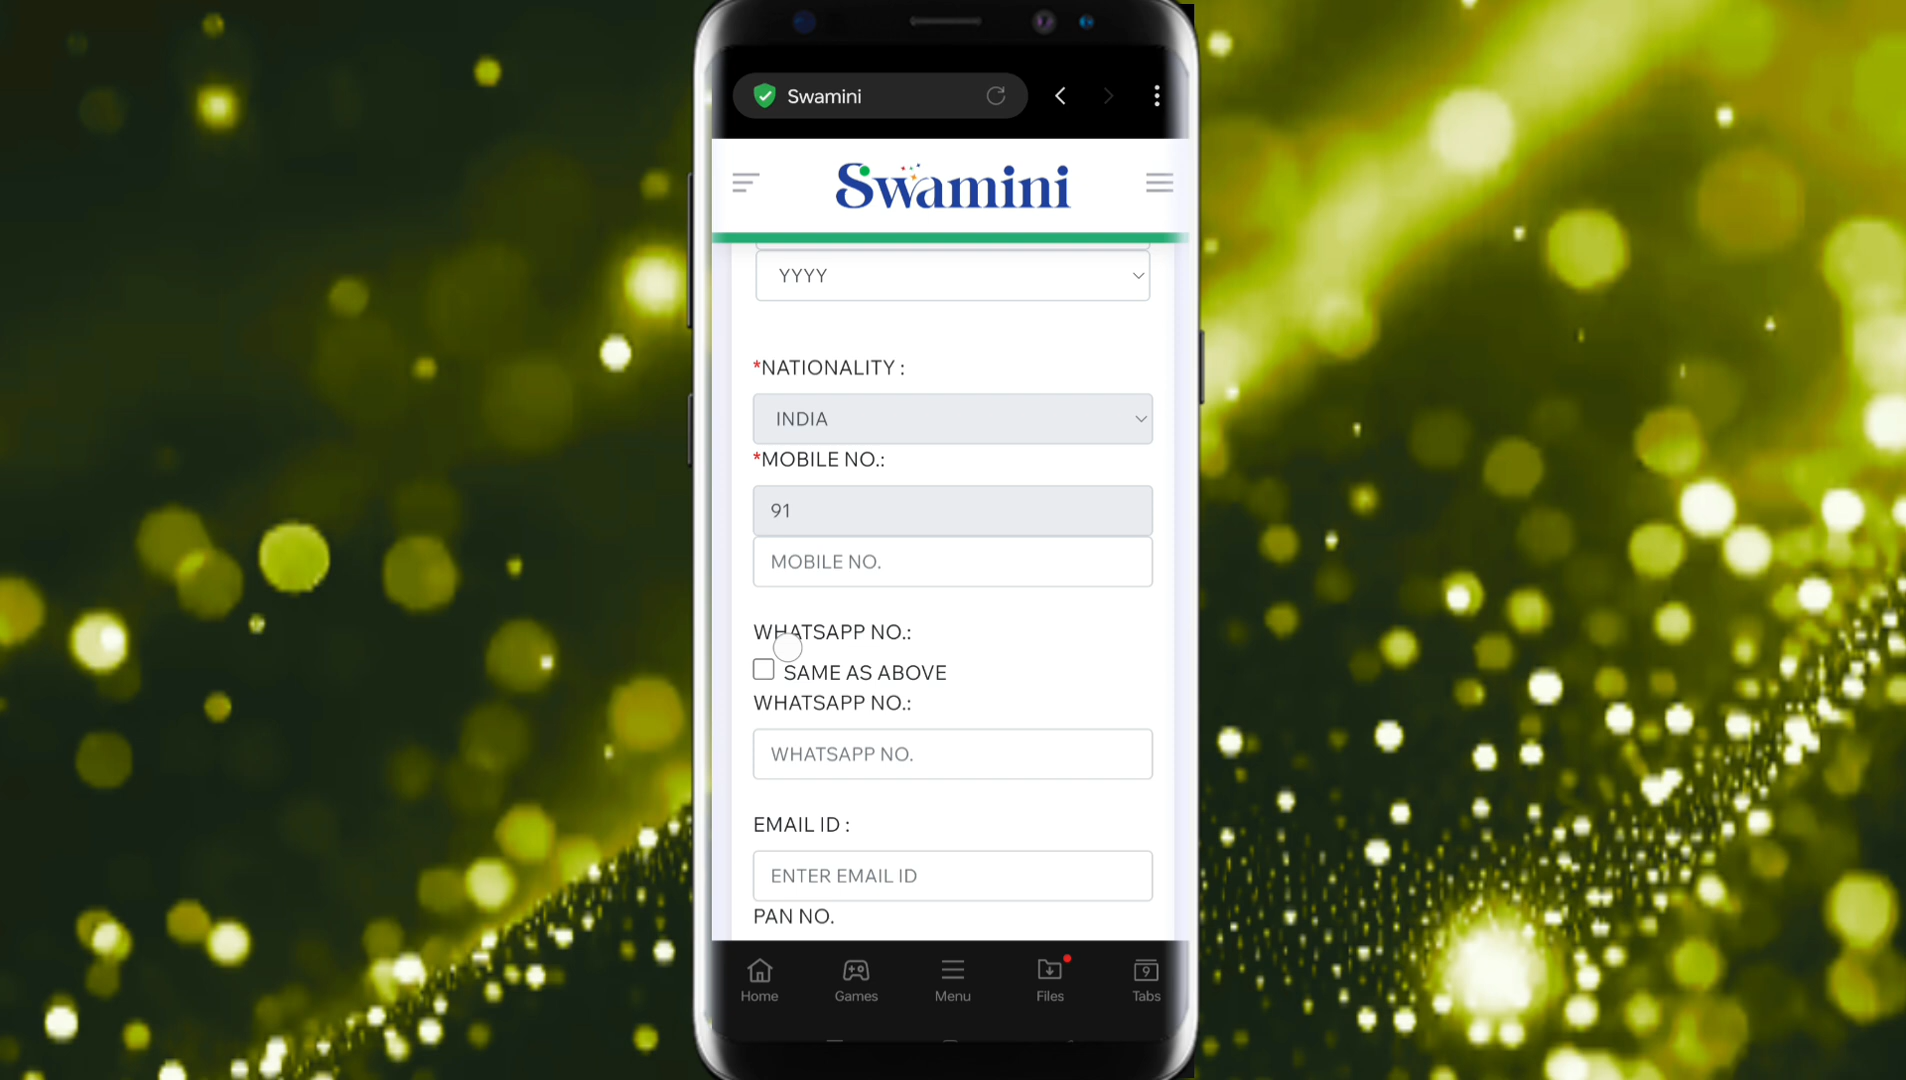 Swamini
Swamini
YYYY
*NATIONALITY :
INDIA
*MOBILE NO.:
91
MOBILE NO.
WHATSAPP NO.:
SAME AS ABOVE
WHATSAPP NO.:
WHATSAPP NO.
EMAIL ID :
ENTER EMAIL ID
PAN NO.
9
Home Games Menu Files Tabs